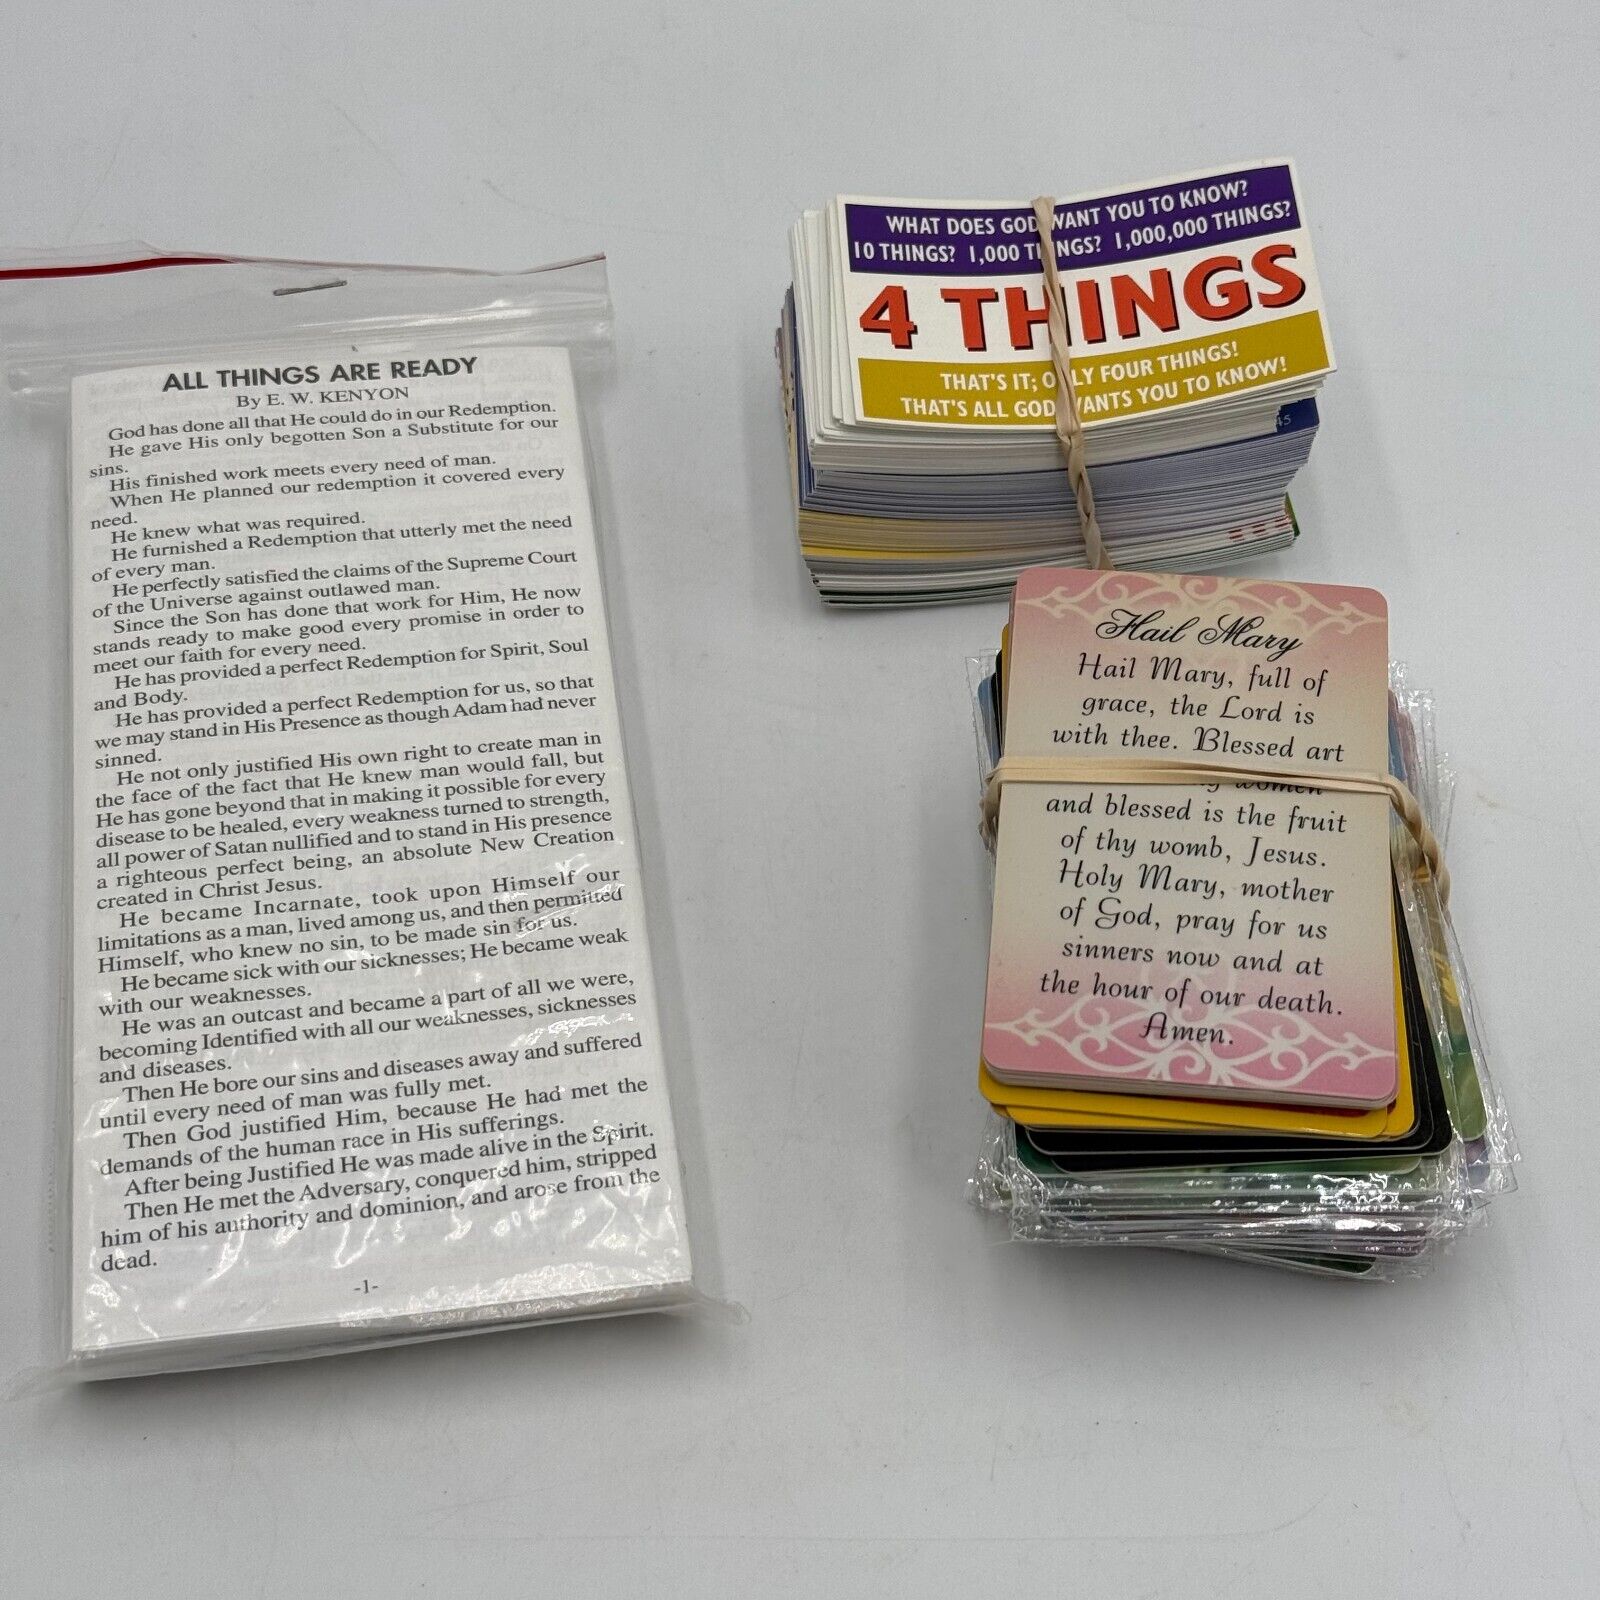 ALL THINGS ARE READY
By E. W. KENYON
God has done all that He could do in our Redemption.
He gave His only begotten Son a Substitute for our
sins.
His finished work meets every need of man.
When He planned our redemption it covered every
need.
He knew what was required.
He furnished a Redemption that utterly met the need
of every man.
He perfectly satisfied the claims of the Supreme Court
of the Universe against outlawed man.
Since the Son has done that work for Him, He now
stands ready to make good every promise in order to
meet our faith for every need.
He has provided a perfect Redemption for Spirit, Soul
and Body.
He has provided a perfect Redemption for us, so that
we may stand in His Presence as though Adam had never
sinned.
He not only justified His own right to create man in
the face of the fact that He knew man would fall, but
He has gone beyond that in making it possible for every
disease to be healed, every weakness turned to strength,
all power of Satan nullified and to stand in His presence
a righteous perfect being, an absolute New Creation
created in Christ Jesus.
He became Incarnate, took upon Himself our
limitations as a man, lived among us, and then permitted
Himself, who knew no sin, to be made sin for us.
He became sick with our sicknesses; He became weak
with our weaknesses.
He was an outcast and became a part of all we were,
becoming Identified with all our weaknesses, sicknesses
and diseases.
Then He bore our sins and diseases away and suffered
until every need of man was fully met.
Then God justified Him, because He had met the
demands of the human race in His sufferings.
After being Justified He was made alive in the Spirit.
Then He met the Adversary, conquered him, stripped
him of his authority and dominion, and arose from the
dead.
-1-
WHAT DOES GOD WANT YOU TO KNOW?
10 THINGS? 1,000 THINGS? 1,000,000 THINGS?
4 THINGS
THAT'S IT; ONLY FOUR THINGS!
THAT'S ALL GOD WANTS YOU TO KNOW!
45
Hail Mary
Hail Mary, full of
grace, the Lord is
with thee. Blessed art
women
and blessed is the fruit
of thy womb, Jesus.
Holy Mary, mother
of God, pray for us
sinners now and at
the hour of our death.
Amen.